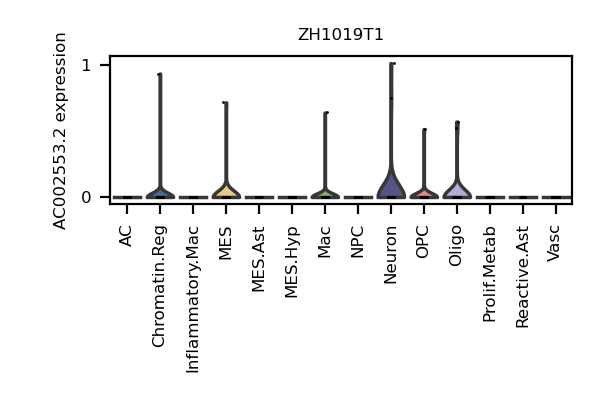 ZH1019T1
AC002553.2 expression
1
0
AC
Chromatin.Reg
Inflammatory.Mac
MES
MES.Ast
MES.Hyp
Mac
NPC
Neuron
OPC
Oligo
Prolif.Metab
Reactive.Ast
Vasc